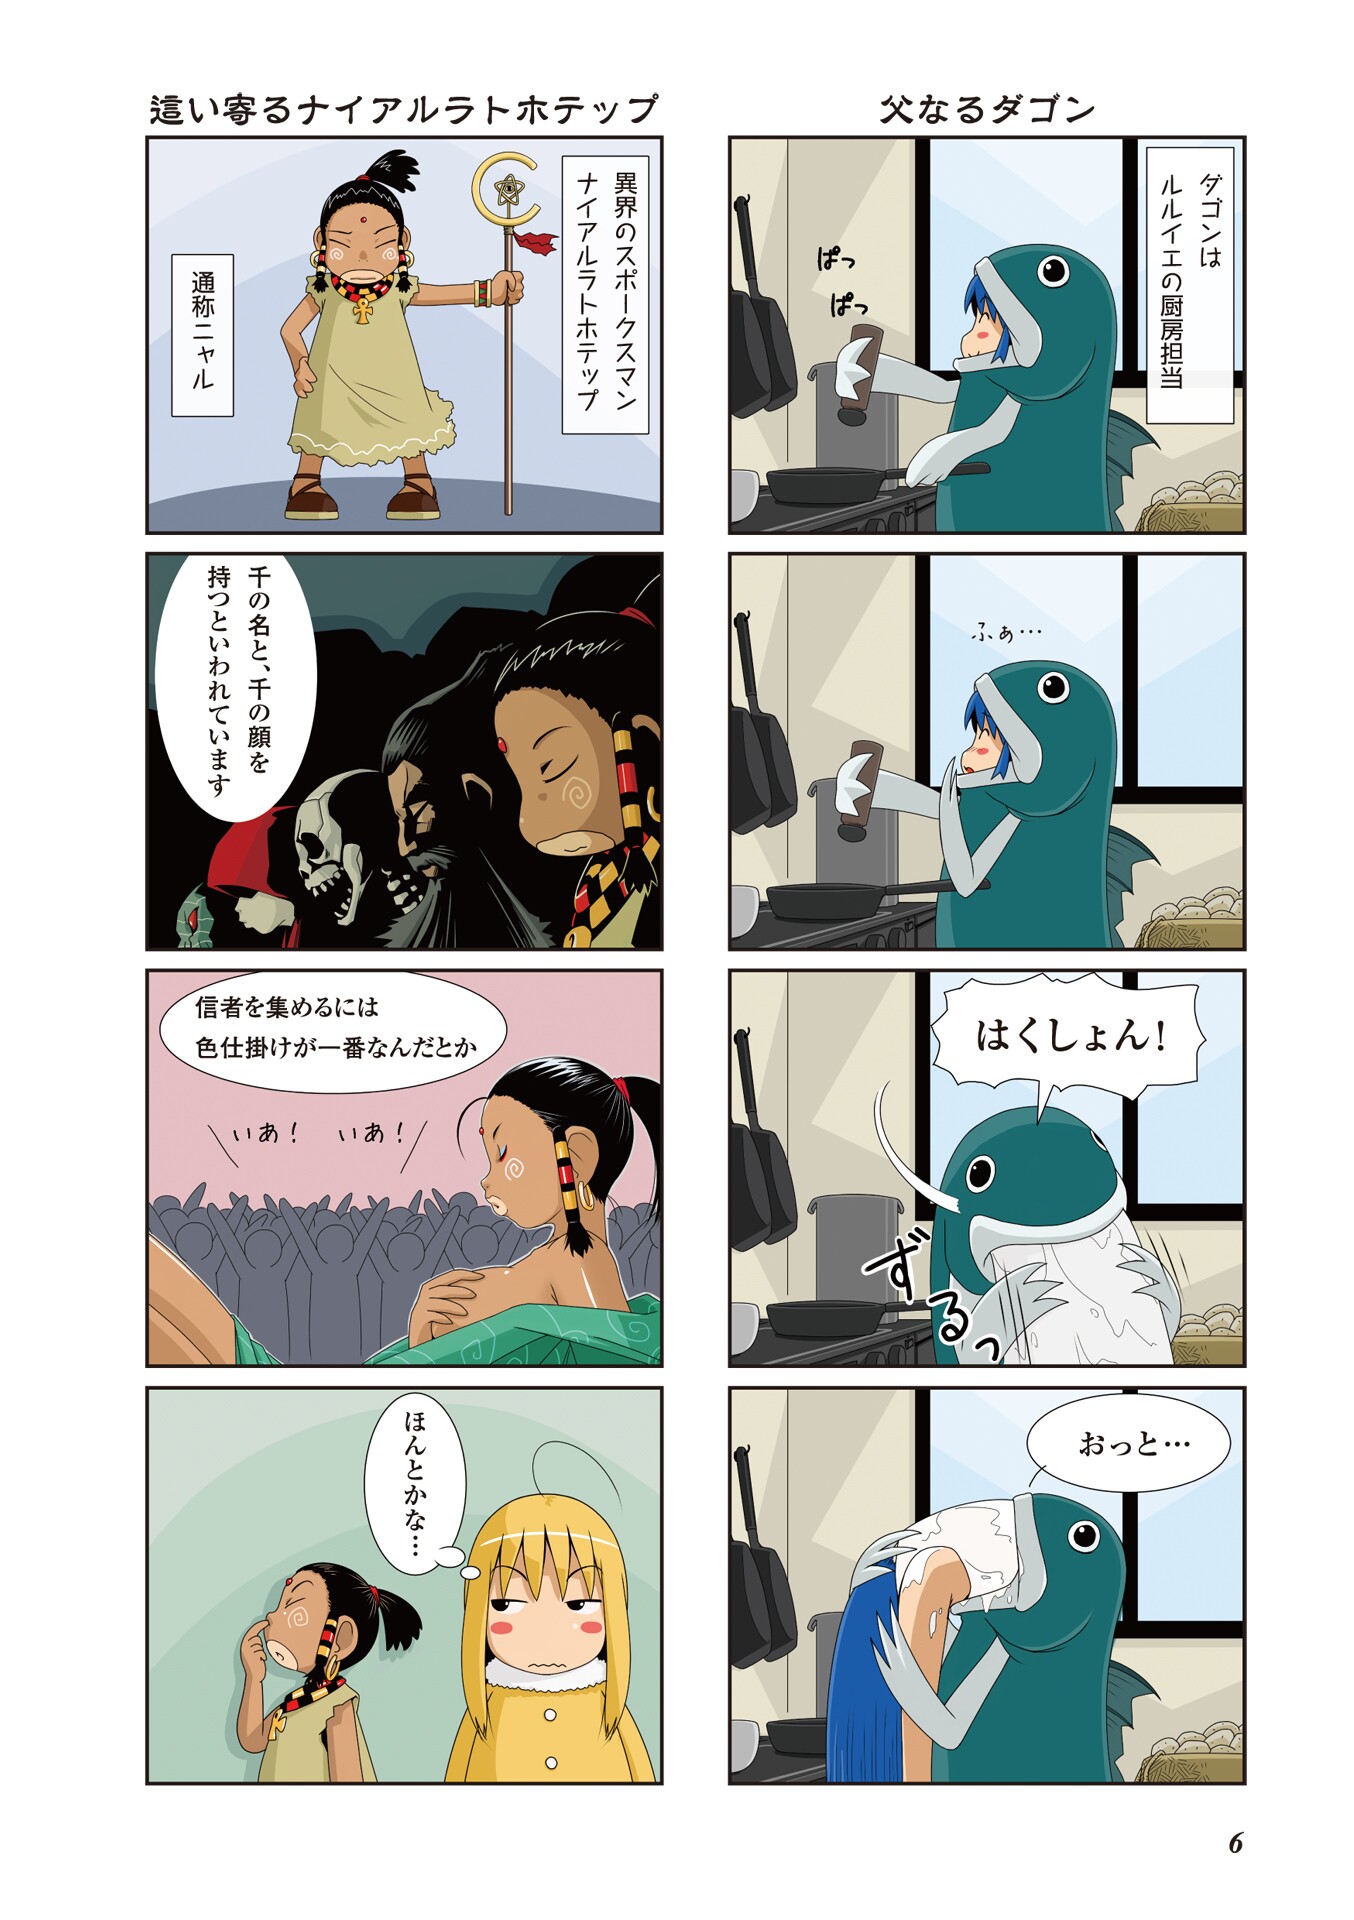 父なるダゴン
ダゴンは
ルルイエの厨房担当
ぱっ
ぱっ
ふぁ…
はくしょん！
ずるっ
おっと…
這い寄るナイアルラトホテップ
異界のスポークスマン
ナイアルラトホテップ
通称ニャル
千の名と、千の顔を
持つといわれています
信者を集めるには
色仕掛けが一番なんだとか
いあ！　いあ！
ほんとかな…
6